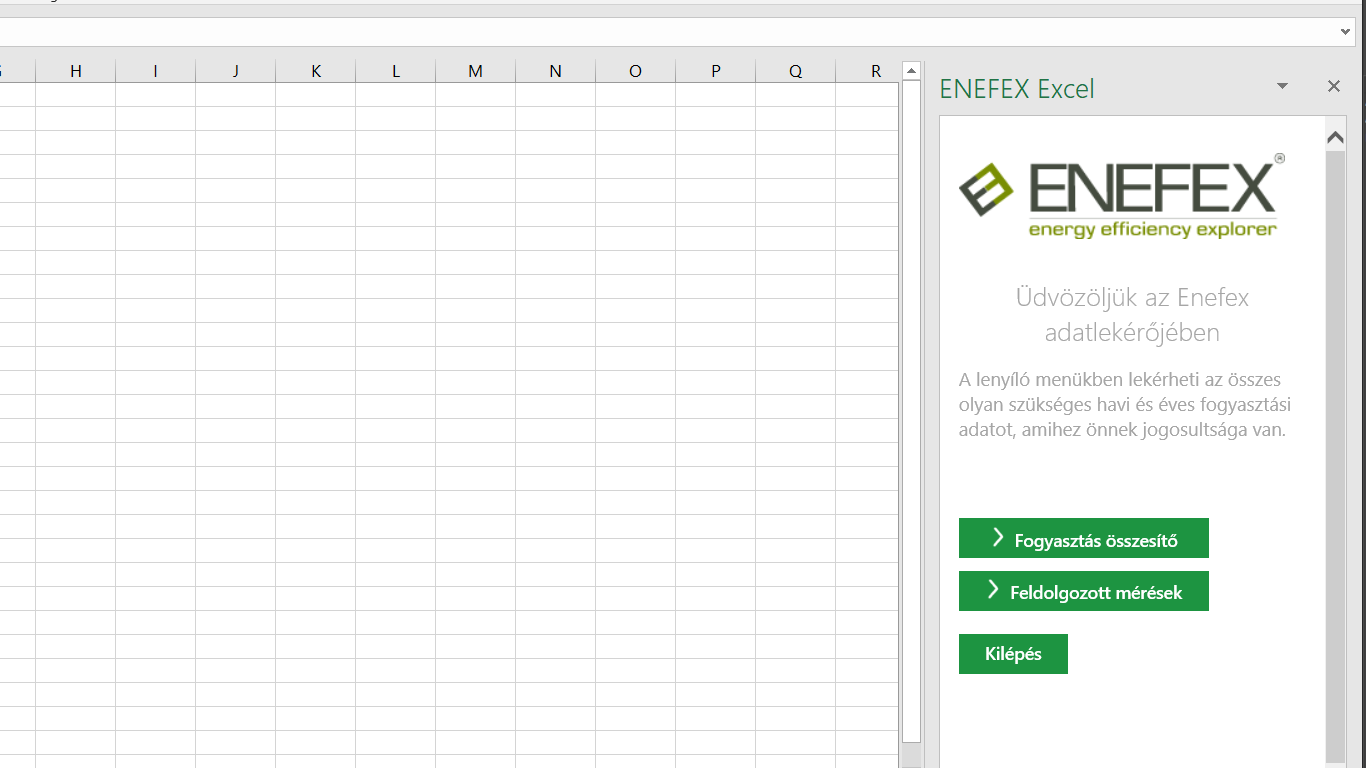 H I J K L M N O P Q R
ENEFEX Excel
ENEFEX®
energy efficiency explorer
Üdvözöljük az Enefex
adatlekérőjében
A lenyíló menükben lekérheti az összes
olyan szükséges havi és éves fogyasztási
adatot, amihez önnek jogosultsága van.
Fogyasztás összesítő
Feldolgozott mérések
Kilépés